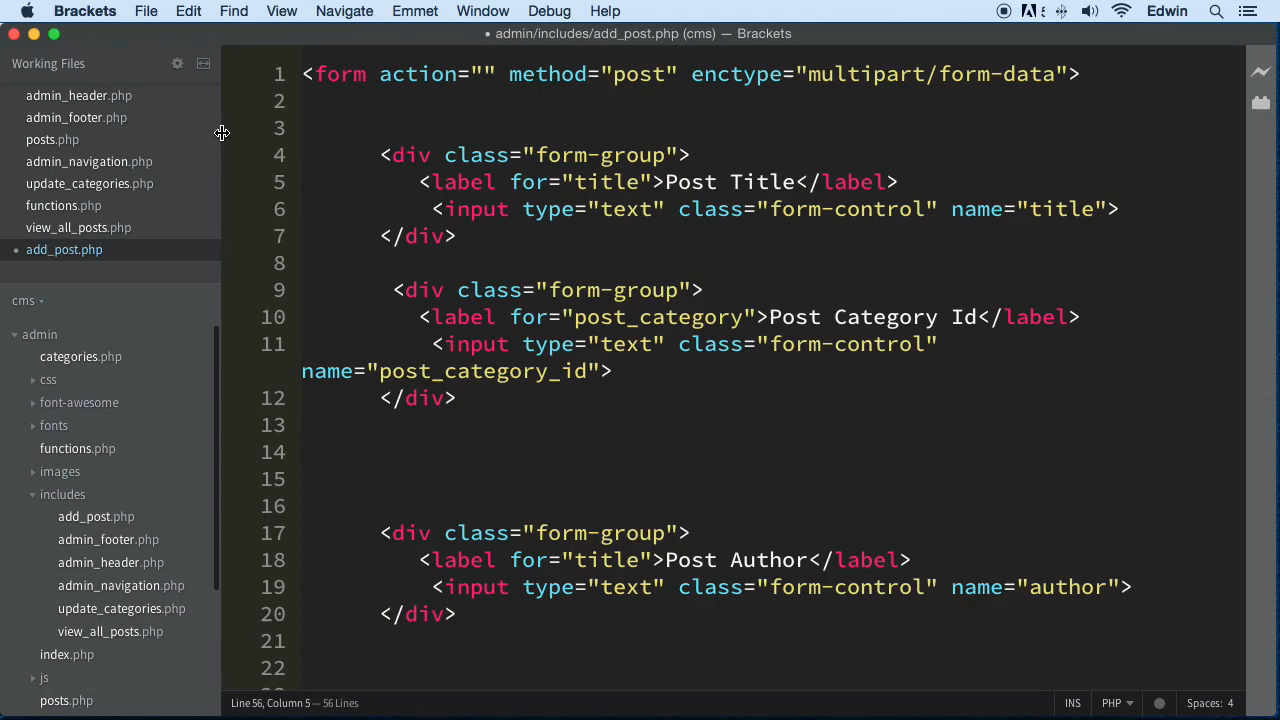 Brackets File Edit Find View Navigate Emmet Window Debug Help Edwin
• admin/includes/add_post.php (cms) — Brackets
Working Files
admin_header.php
admin_footer.php
posts.php
admin_navigation.php
update_categories.php
functions.php
view_all_posts.php
add_post.php
cms
admin
categories.php
css
font-awesome
fonts
functions.php
images
includes
add_post.php
admin_footer.php
admin_header.php
admin_navigation.php
update_categories.php
view_all_posts.php
index.php
js
posts.php
1 <form action="" method="post" enctype="multipart/form-data">
2
3
4 <div class="form-group">
5 <label for="title">Post Title</label>
6 <input type="text" class="form-control" name="title">
7 </div>
8
9 <div class="form-group">
10 <label for="post_category">Post Category Id</label>
11 <input type="text" class="form-control"
name="post_category_id">
12 </div>
13
14
15
16
17 <div class="form-group">
18 <label for="title">Post Author</label>
19 <input type="text" class="form-control" name="author">
20 </div>
21
22
Line 56, Column 5 — 56 Lines INS PHP Spaces: 4